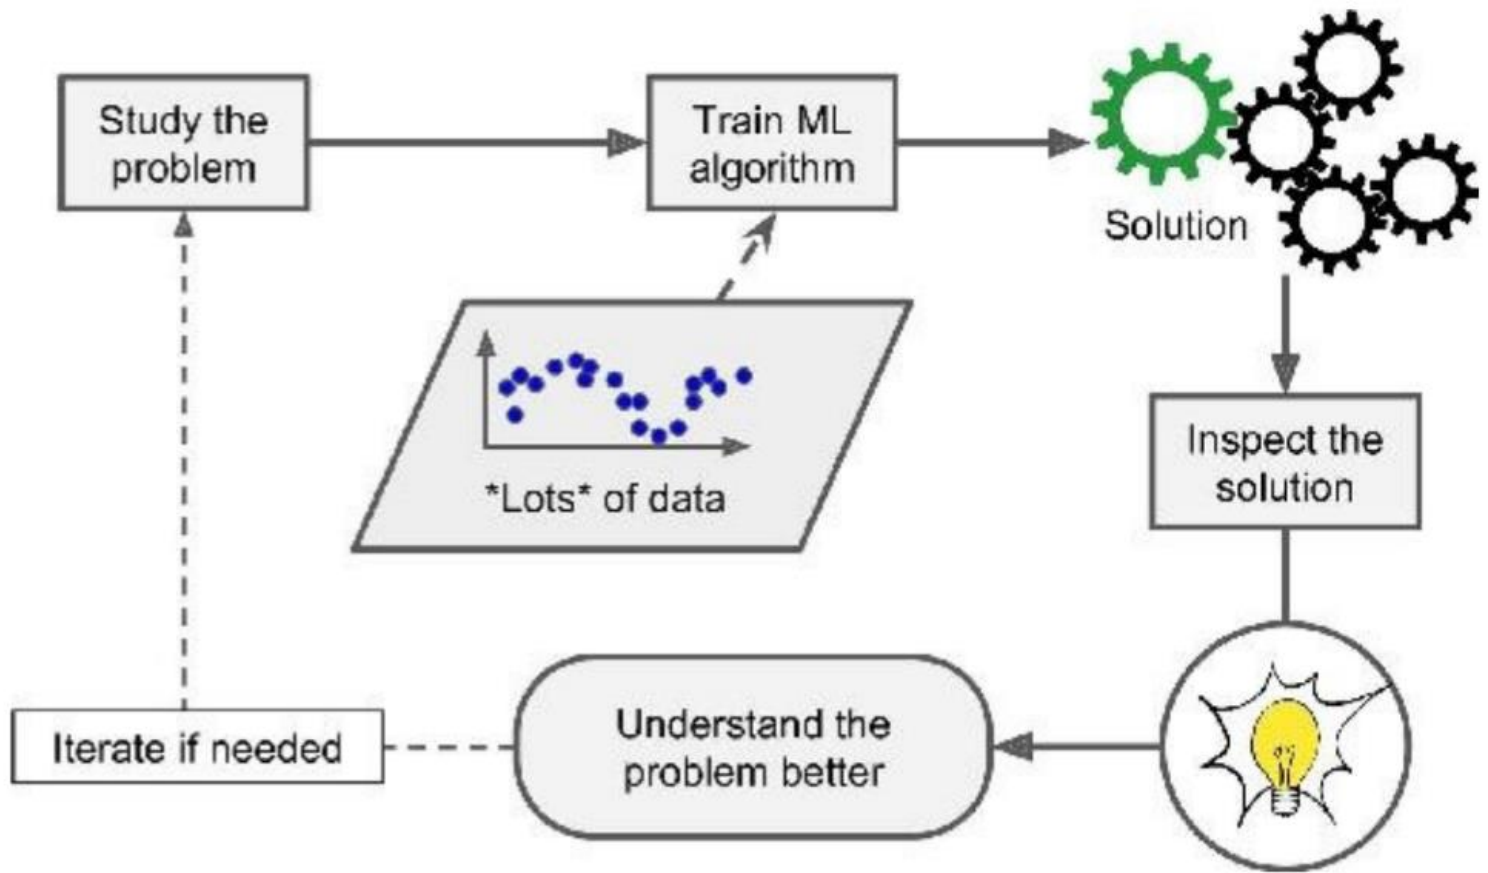 Study the
problem
Train ML
algorithm
Solution
*Lots* of data
Inspect the
solution
Understand the
problem better
Iterate if needed